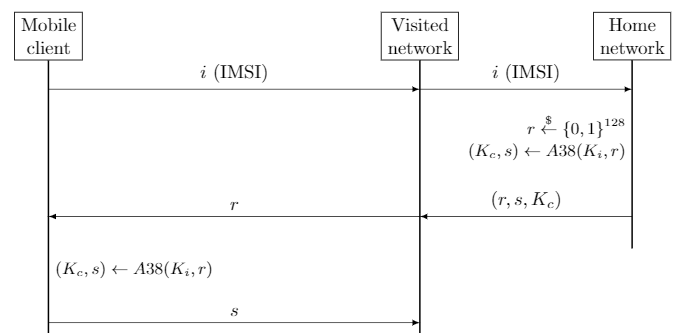 Mobile
client
Visited
network
Home
network
i (IMSI)
i (IMSI)
r $← {0, 1}^128
(K_c, s) ← A38(K_i, r)
(r, s, K_c)
r
(K_c, s) ← A38(K_i, r)
s